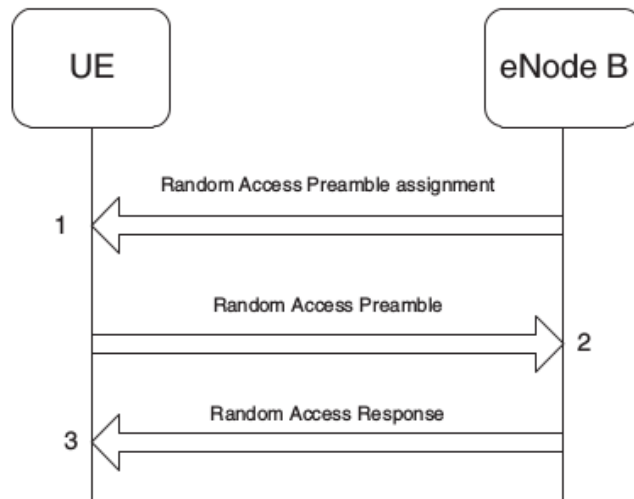 UE
eNode B
Random Access Preamble assignment
1
Random Access Preamble
2
Random Access Response
3